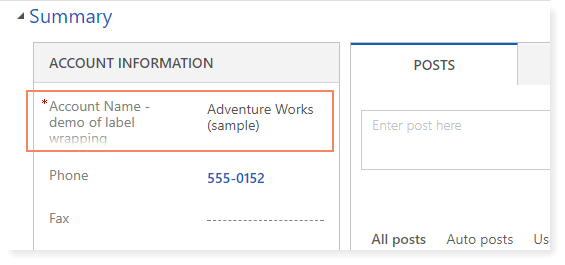 Summary
ACCOUNT INFORMATION
* Account Name -
demo of label
wrapping
Adventure Works
(sample)
Phone
555-0152
Fax
POSTS
Enter post here
All posts Auto posts